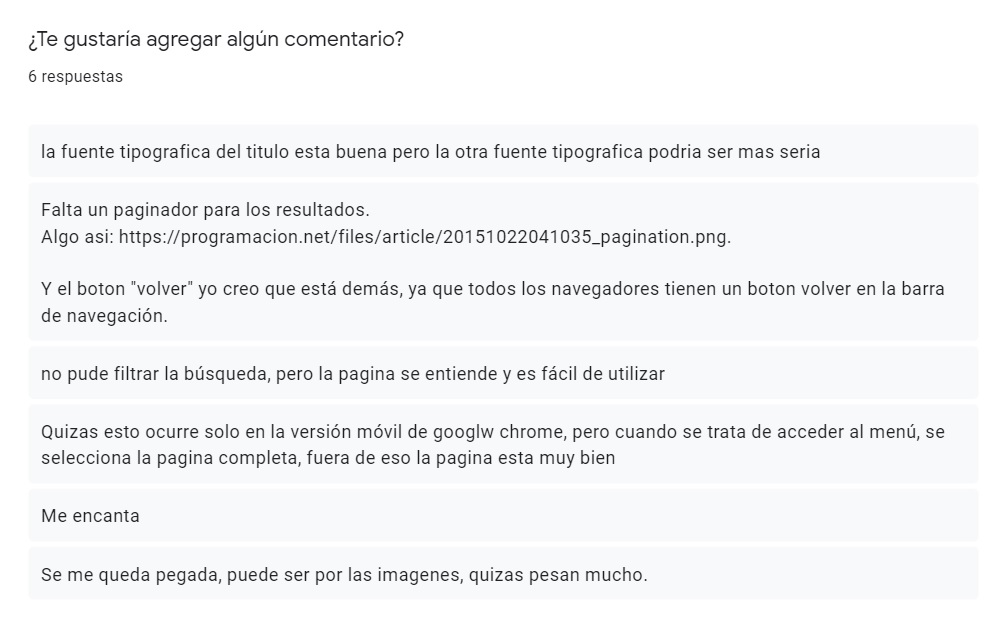 ¿Te gustaría agregar algún comentario?
6 respuestas
la fuente tipografica del titulo esta buena pero la otra fuente tipografica podria ser mas seria
Falta un paginador para los resultados.
Algo asi: https://programacion.net/files/article/20151022041035_pagination.png.
Y el boton "volver" yo creo que está demás, ya que todos los navegadores tienen un boton volver en la barra
de navegación.
no pude filtrar la búsqueda, pero la pagina se entiende y es fácil de utilizar
Quizas esto ocurre solo en la versión móvil de googlw chrome, pero cuando se trata de acceder al menú, se
selecciona la pagina completa, fuera de eso la pagina esta muy bien
Me encanta
Se me queda pegada, puede ser por las imagenes, quizas pesan mucho.